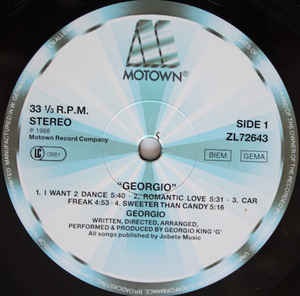 MOTOWN®
33 ⅓ R.P.M.
STEREO
℗ 1988
Motown Record Company
SIDE 1
ZL72643
LC
BIEM
GEMA
"GEORGIO"
1. I WANT 2 DANCE 5:40 - 2. ROMANTIC LOVE 5:31 - 3. CAR
FREAK 4:53 - 4. SWEETER THAN CANDY 5:16
GEORGIO
WRITTEN, DIRECTED, ARRANGED,
PERFORMED & PRODUCED BY GEORGIO KING 'G'
All songs published by Jobete Music